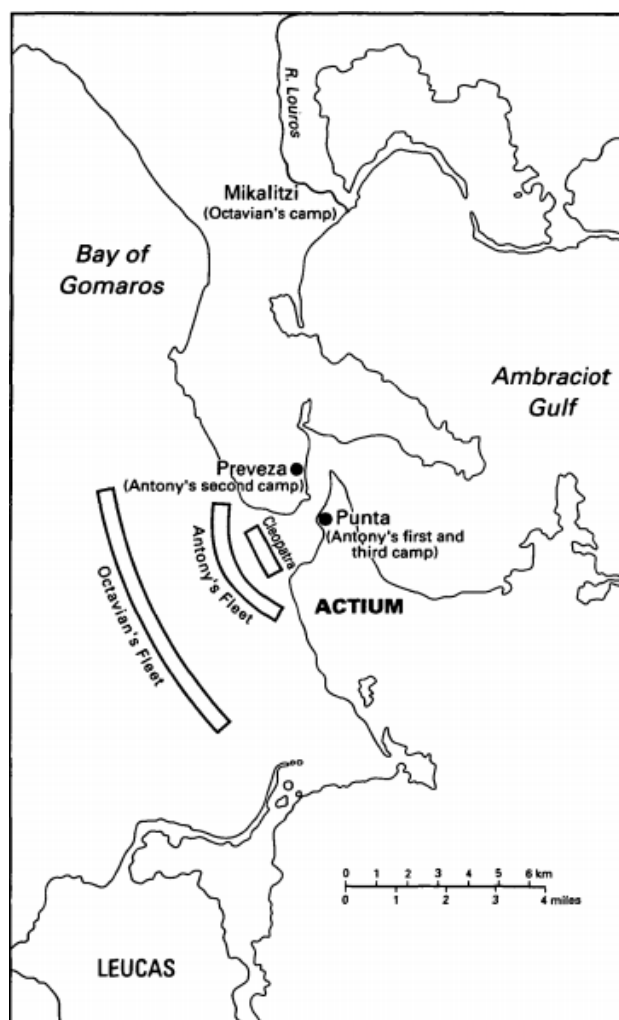 R. Louros
Mikalitzi
(Octavian's camp)
Bay of
Gomaros
Ambraciot
Gulf
Preveza
(Antony's second camp)
Punta
(Antony's first and
third camp)
Cleopatra
Antony's Fleet
Octavian's Fleet
ACTIUM
0 1 2 3 4 5 6 km
0 1 2 3 4 miles
LEUCAS